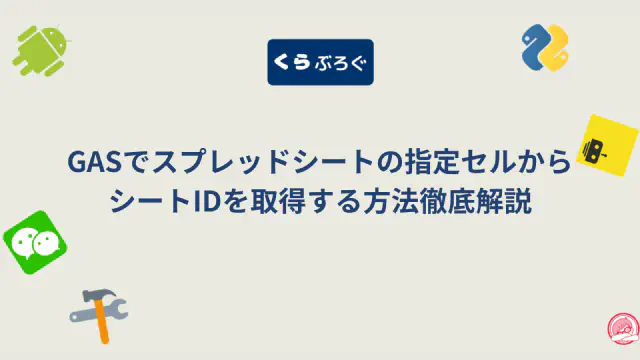 くらぶろぐ
GASでスプレッドシートの指定セルから
シートIDを取得する方法徹底解説